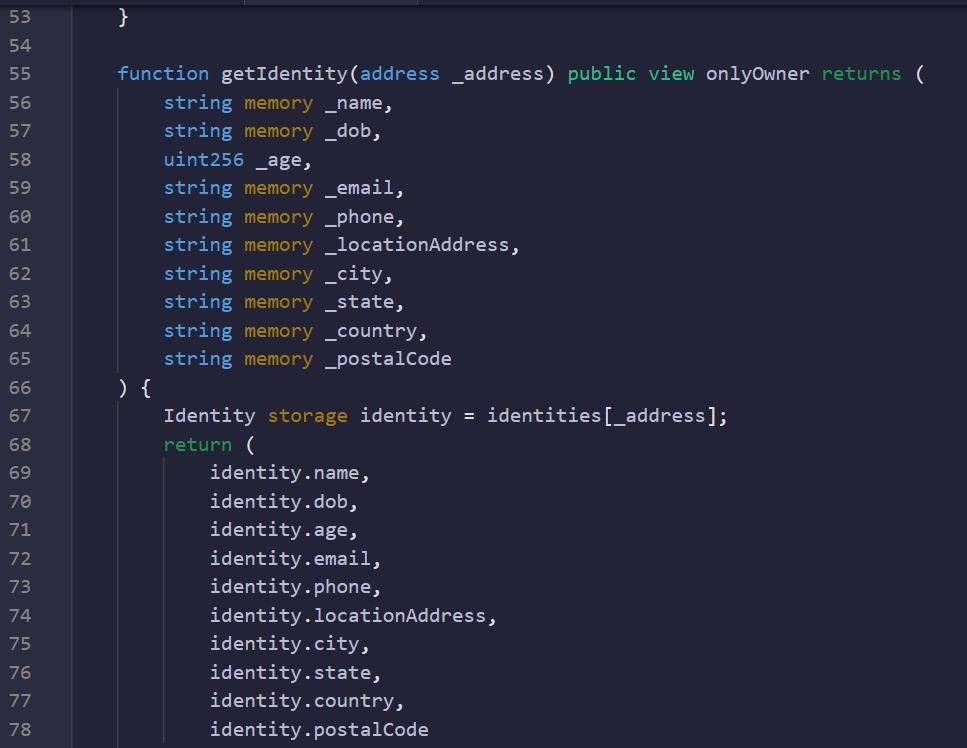 53 }
54
55 function getIdentity(address _address) public view onlyOwner returns (
56 string memory _name,
57 string memory _dob,
58 uint256 _age,
59 string memory _email,
60 string memory _phone,
61 string memory _locationAddress,
62 string memory _city,
63 string memory _state,
64 string memory _country,
65 string memory _postalCode
66 ) {
67 Identity storage identity = identities[_address];
68 return (
69 identity.name,
70 identity.dob,
71 identity.age,
72 identity.email,
73 identity.phone,
74 identity.locationAddress,
75 identity.city,
76 identity.state,
77 identity.country,
78 identity.postalCode